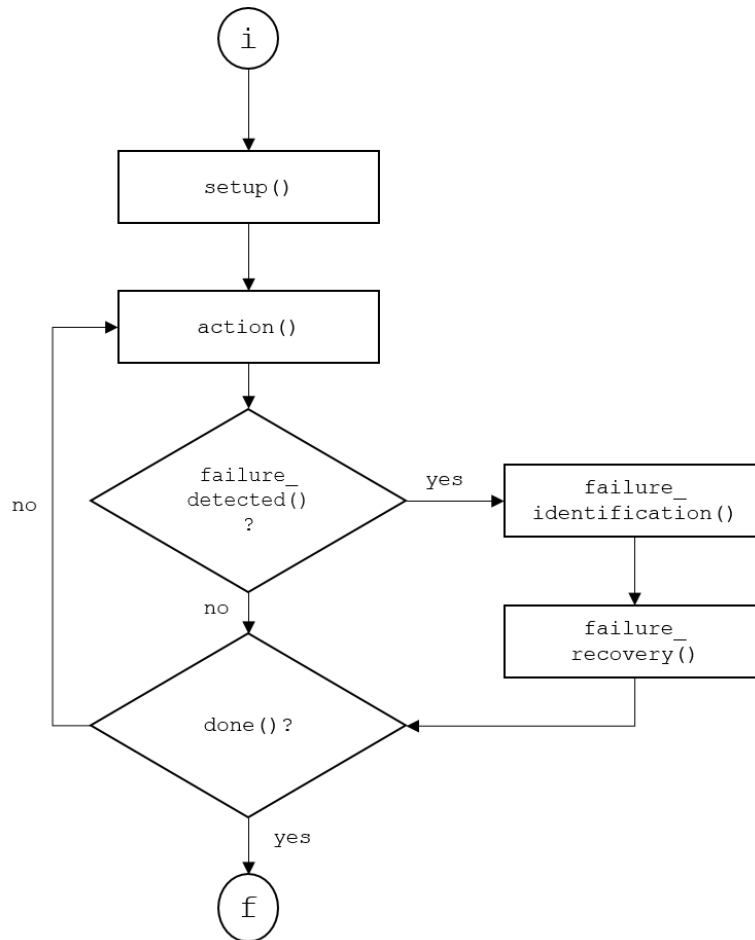 i
setup()
action()
failure_
detected()
?
yes
failure_
identification()
no
no
failure_
recovery()
done()?
yes
f